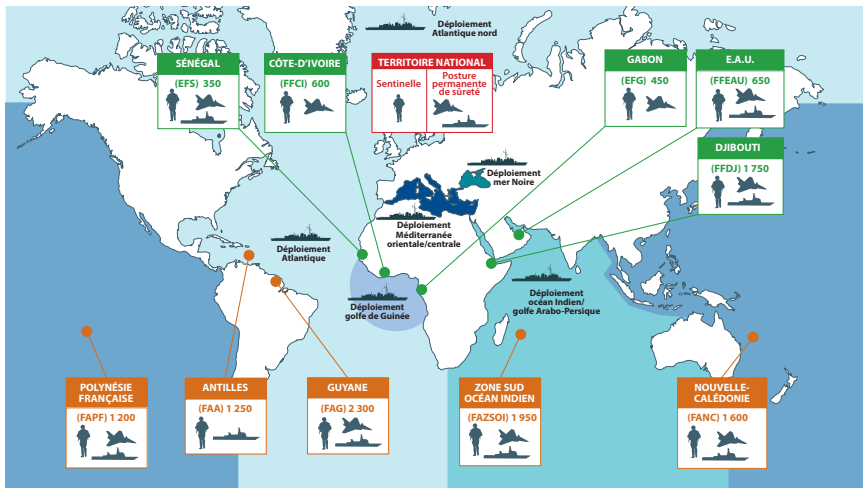 Déploiement
Atlantique nord
SÉNÉGAL
(EFS) 350
CÔTE-D'IVOIRE
(FFCI) 600
TERRITOIRE NATIONAL
Sentinelle
Posture
permanente
de sûreté
GABON
(EFG) 450
E.A.U.
(FFEAU) 650
DJIBOUTI
(FFDJ) 1 750
Déploiement
mer Noire
Déploiement
Méditerranée
orientale/centrale
Déploiement
Atlantique
Déploiement
golfe de Guinée
Déploiement
océan Indien/
golfe Arabo-Persique
POLYNÉSIE
FRANÇAISE
(FAPF) 1 200
ANTILLES
(FAA) 1 250
GUYANE
(FAG) 2 300
ZONE SUD
OCÉAN INDIEN
(FAZSOI) 1 950
NOUVELLE-
CALÉDONIE
(FANC) 1 600